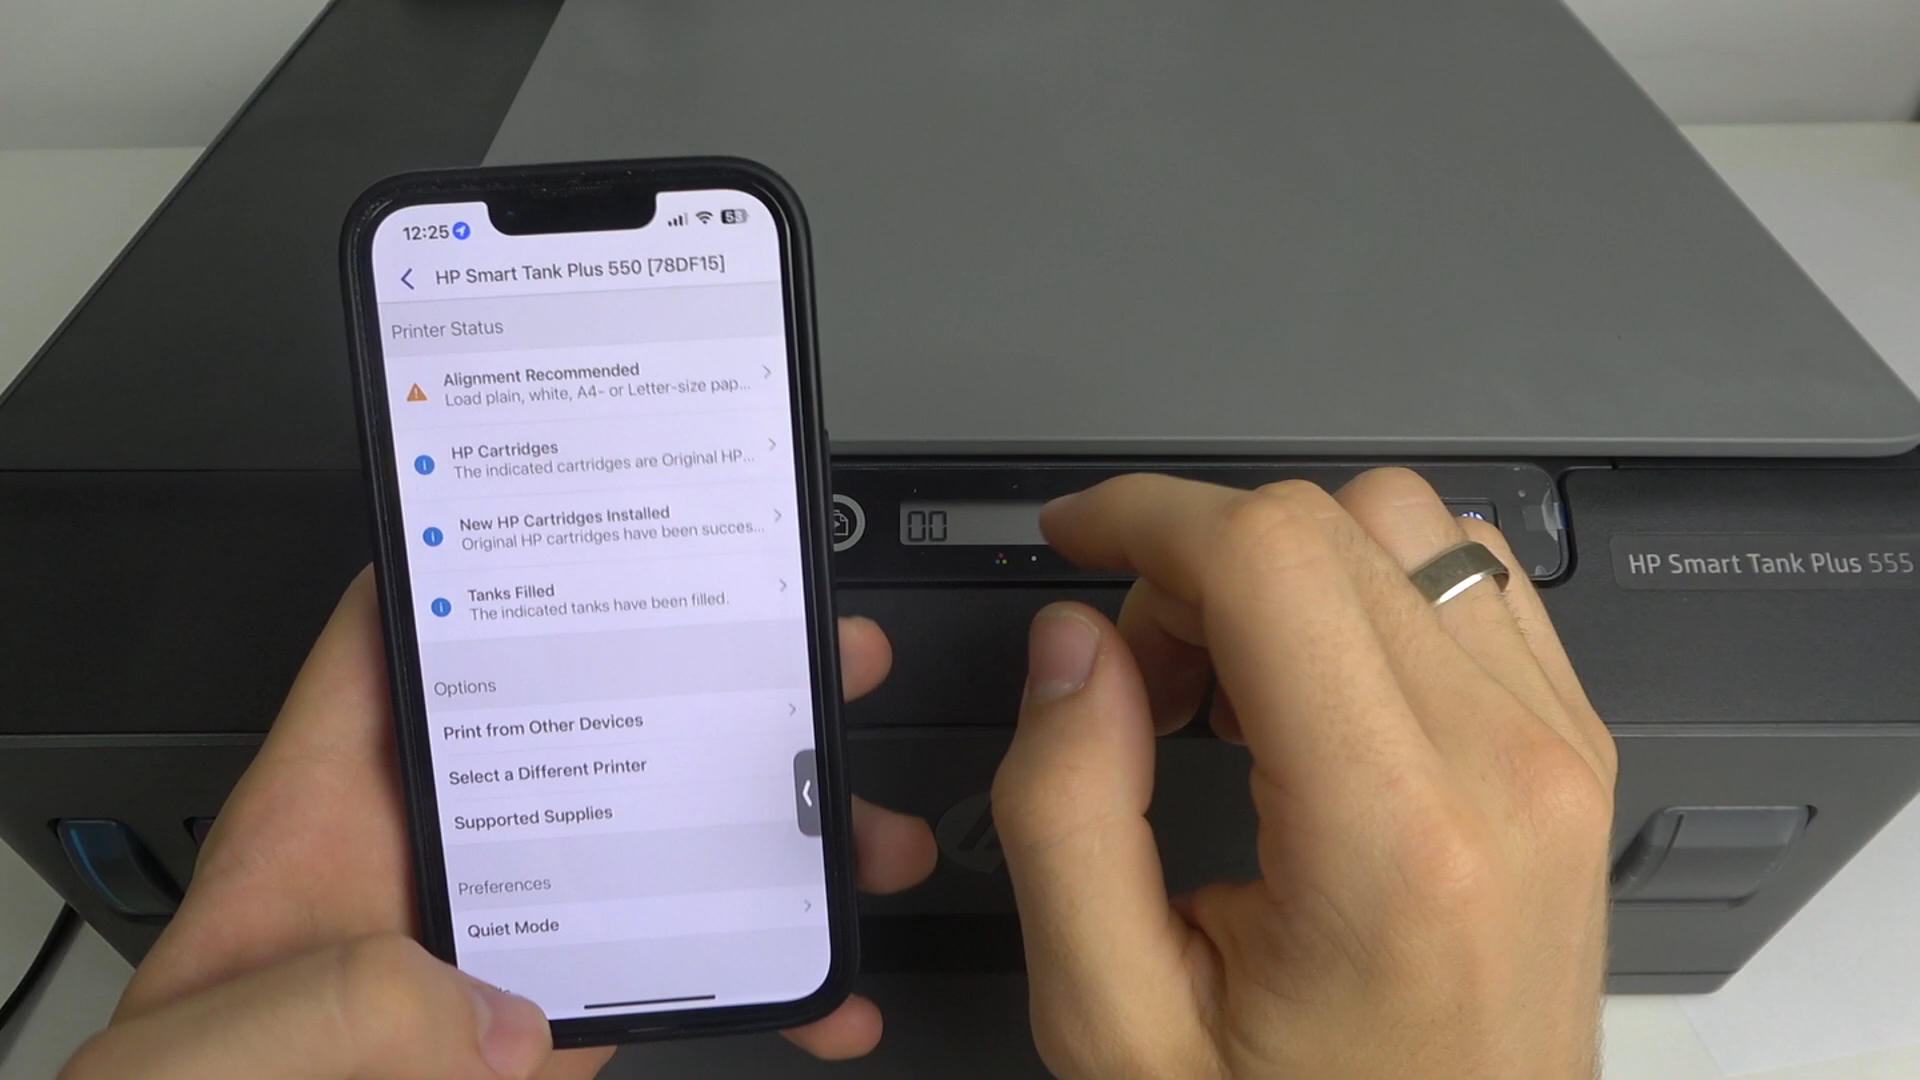 12:25
53
HP Smart Tank Plus 550 [78DF15]
Printer Status
Alignment Recommended
Load plain, white, A4- or Letter-size pap...
HP Cartridges
The indicated cartridges are Original HP...
New HP Cartridges Installed
Original HP cartridges have been succes...
Tanks Filled
The indicated tanks have been filled.
Options
Print from Other Devices
Select a Different Printer
Supported Supplies
Preferences
Quiet Mode
00
HP Smart Tank Plus 555